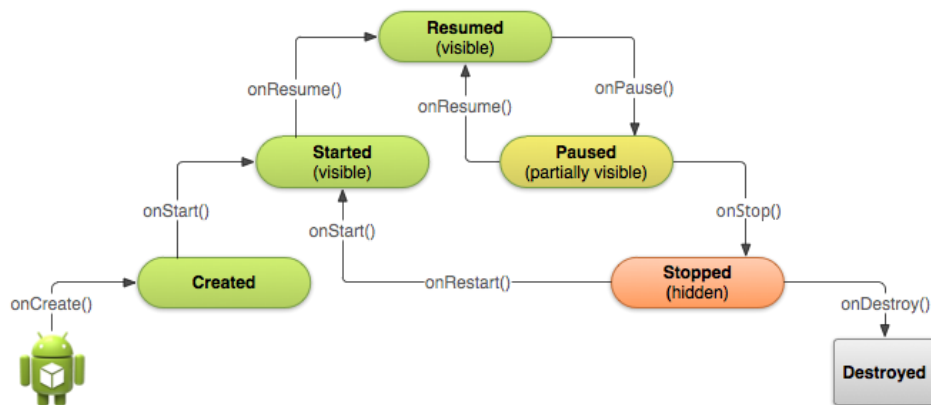 Resumed
(visible)
onResume()
onResume()
onPause()
Started
(visible)
Paused
(partially visible)
onStart()
onStart()
onStop()
Created
onRestart()
Stopped
(hidden)
onCreate()
onDestroy()
Destroyed